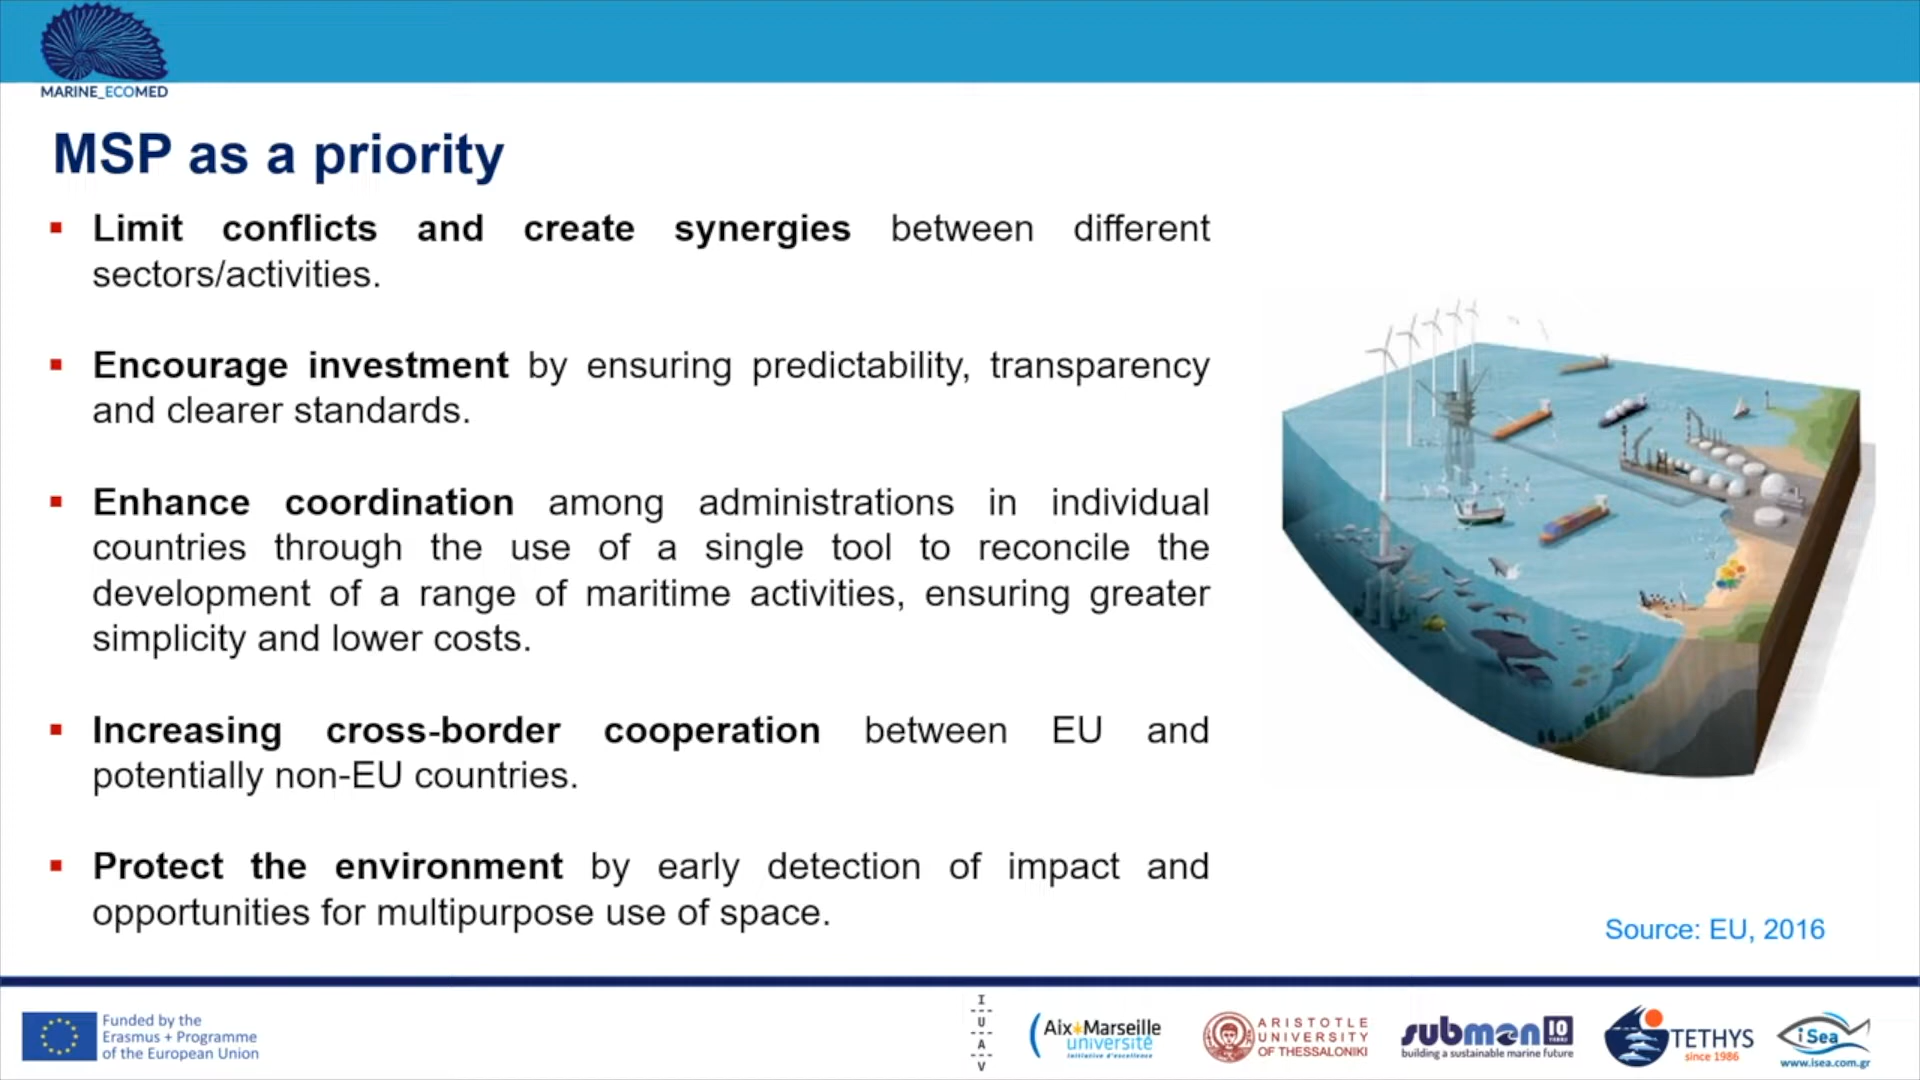 MARINE_ECOMED
MSP as a priority
▪ Limit conflicts and create synergies between different
sectors/activities.
▪ Encourage investment by ensuring predictability, transparency
and clearer standards.
▪ Enhance coordination among administrations in individual
countries through the use of a single tool to reconcile the
development of a range of maritime activities, ensuring greater
simplicity and lower costs.
▪ Increasing cross-border cooperation between EU and
potentially non-EU countries.
▪ Protect the environment by early detection of impact and
opportunities for multipurpose use of space.
Source: EU, 2016
Funded by the
Erasmus + Programme
of the European Union
I
U
A
V
Aix*Marseille
université
initiative d'excellence
ARISTOTLE
UNIVERSITY
OF THESSALONIKI
submon 10
YEARS
building a sustainable marine future
TETHYS
since 1986
iSea
www.isea.com.gr